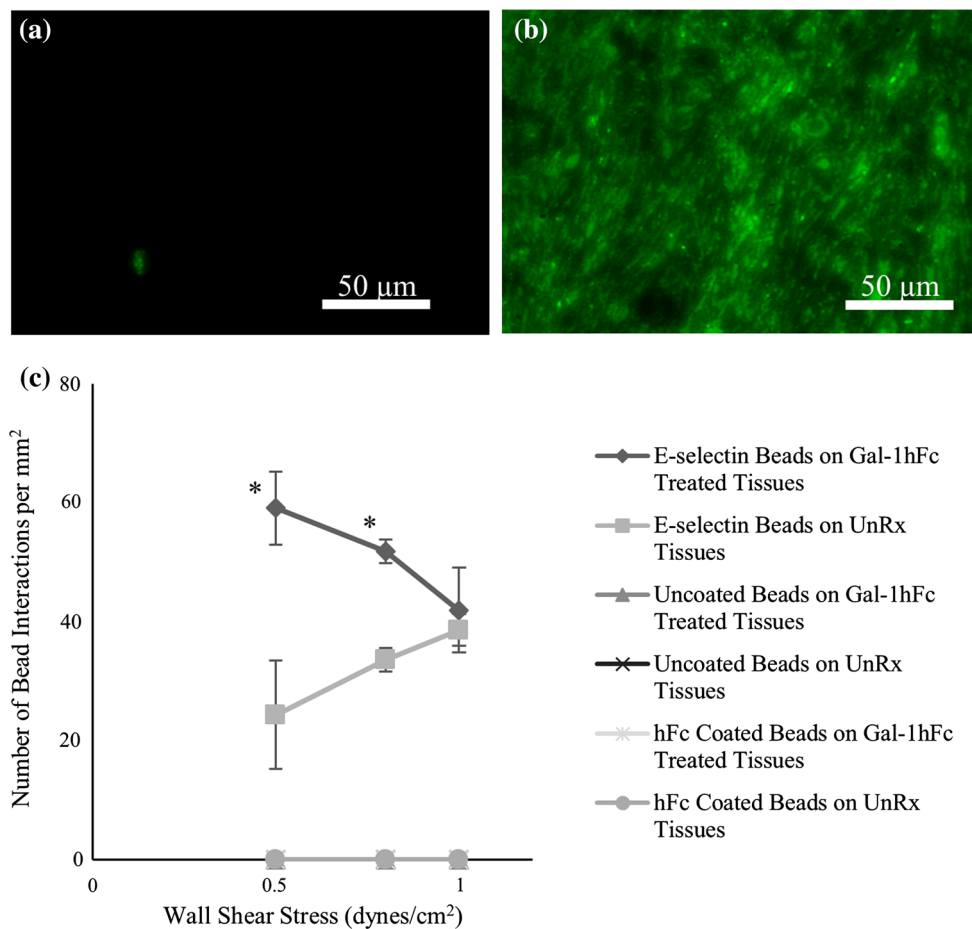 (a)
50 µm
(b)
50 µm
(c)
Number of Bead Interactions per mm²
80
60
40
20
0
*
*
0
0.5
1
Wall Shear Stress (dynes/cm²)
E-selectin Beads on Gal-1hFc
Treated Tissues
E-selectin Beads on UnRx
Tissues
Uncoated Beads on Gal-1hFc
Treated Tissues
Uncoated Beads on UnRx
Tissues
hFc Coated Beads on Gal-1hFc
Treated Tissues
hFc Coated Beads on UnRx
Tissues